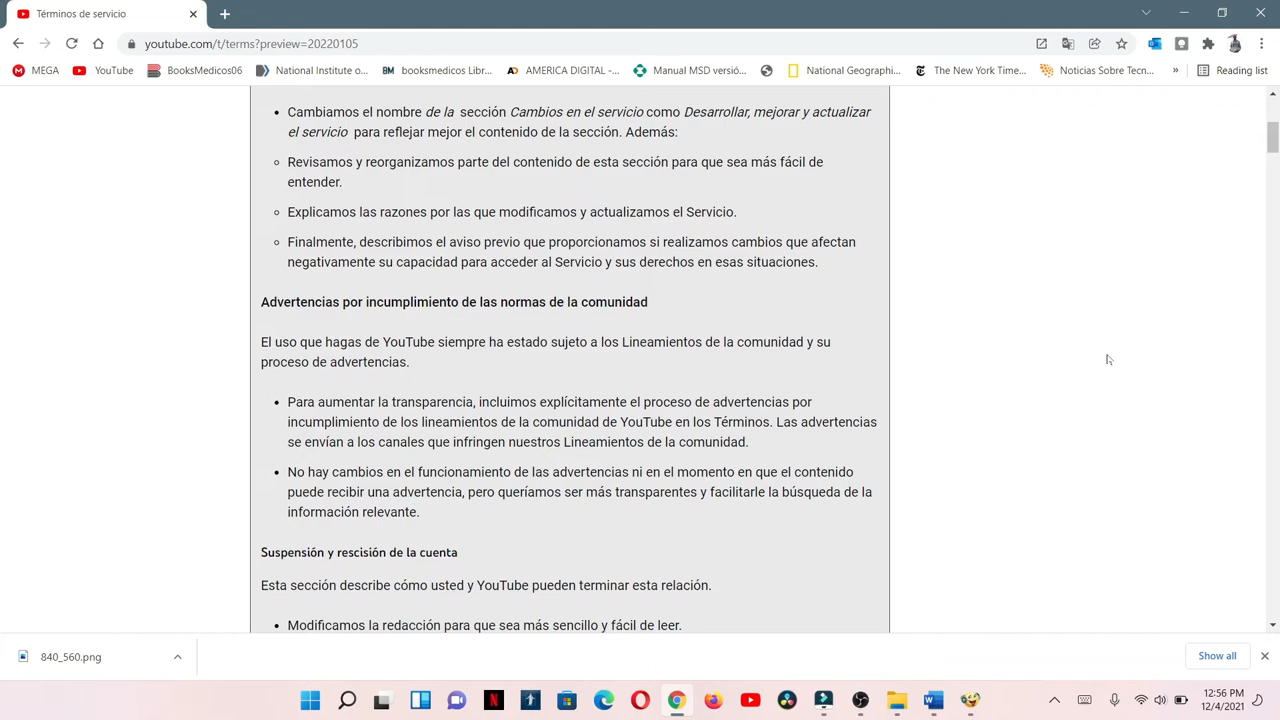 Términos de servicio
youtube.com/t/terms?preview=20220105
MEGA
YouTube
BooksMedicos06
National Institute o...
booksmedicos Libr...
AMERICA DIGITAL -...
Manual MSD versió...
National Geographi...
The New York Time...
Noticias Sobre Tecn...
»
Reading list
• Cambiamos el nombre de la sección Cambios en el servicio como Desarrollar, mejorar y actualizar
el servicio para reflejar mejor el contenido de la sección. Además:
◦ Revisamos y reorganizamos parte del contenido de esta sección para que sea más fácil de
entender.
◦ Explicamos las razones por las que modificamos y actualizamos el Servicio.
◦ Finalmente, describimos el aviso previo que proporcionamos si realizamos cambios que afectan
negativamente su capacidad para acceder al Servicio y sus derechos en esas situaciones.
Advertencias por incumplimiento de las normas de la comunidad
El uso que hagas de YouTube siempre ha estado sujeto a los Lineamientos de la comunidad y su
proceso de advertencias.
• Para aumentar la transparencia, incluimos explícitamente el proceso de advertencias por
incumplimiento de los lineamientos de la comunidad de YouTube en los Términos. Las advertencias
se envían a los canales que infringen nuestros Lineamientos de la comunidad.
• No hay cambios en el funcionamiento de las advertencias ni en el momento en que el contenido
puede recibir una advertencia, pero queríamos ser más transparentes y facilitarle la búsqueda de la
información relevante.
Suspensión y rescisión de la cuenta
Esta sección describe cómo usted y YouTube pueden terminar esta relación.
• Modificamos la redacción para que sea más sencillo y fácil de leer.
840_560.png
Show all
12:56 PM
12/4/2021